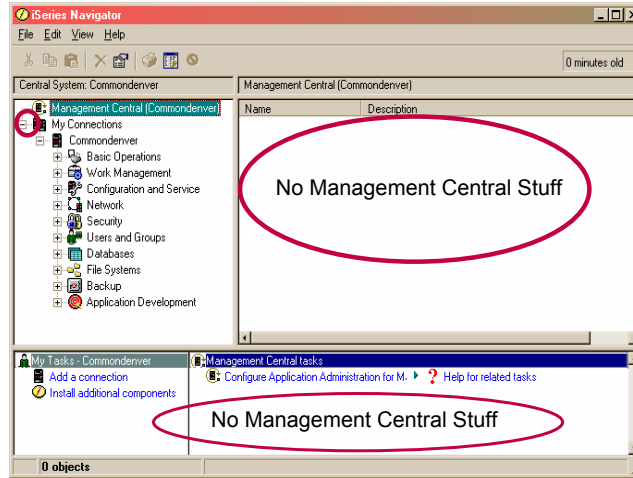 iSeries Navigator
File Edit View Help
0 minutes old
Central System: Commondenver
Management Central (Commondenver)
Management Central (Commondenver)
My Connections
Commondenver
Basic Operations
Work Management
Configuration and Service
Network
Security
Users and Groups
Databases
File Systems
Backup
Application Development
Name Description
No Management Central Stuff
My Tasks - Commondenver
Add a connection
Install additional components
Management Central tasks
Configure Application Administration for M. Help for related tasks
No Management Central Stuff
0 objects